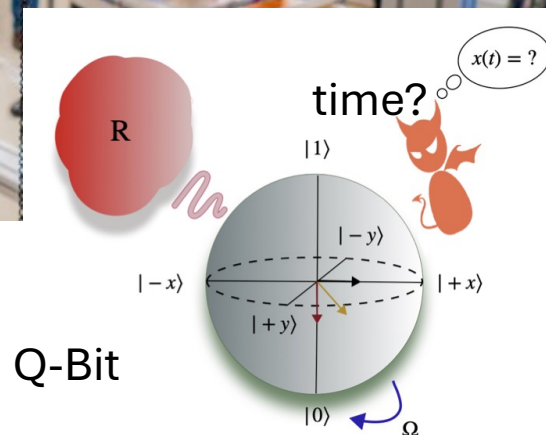 x(t) = ?
time?
R
|1⟩
|−y⟩
|−x⟩
|+x⟩
|+y⟩
Q-Bit
|0⟩
Ω